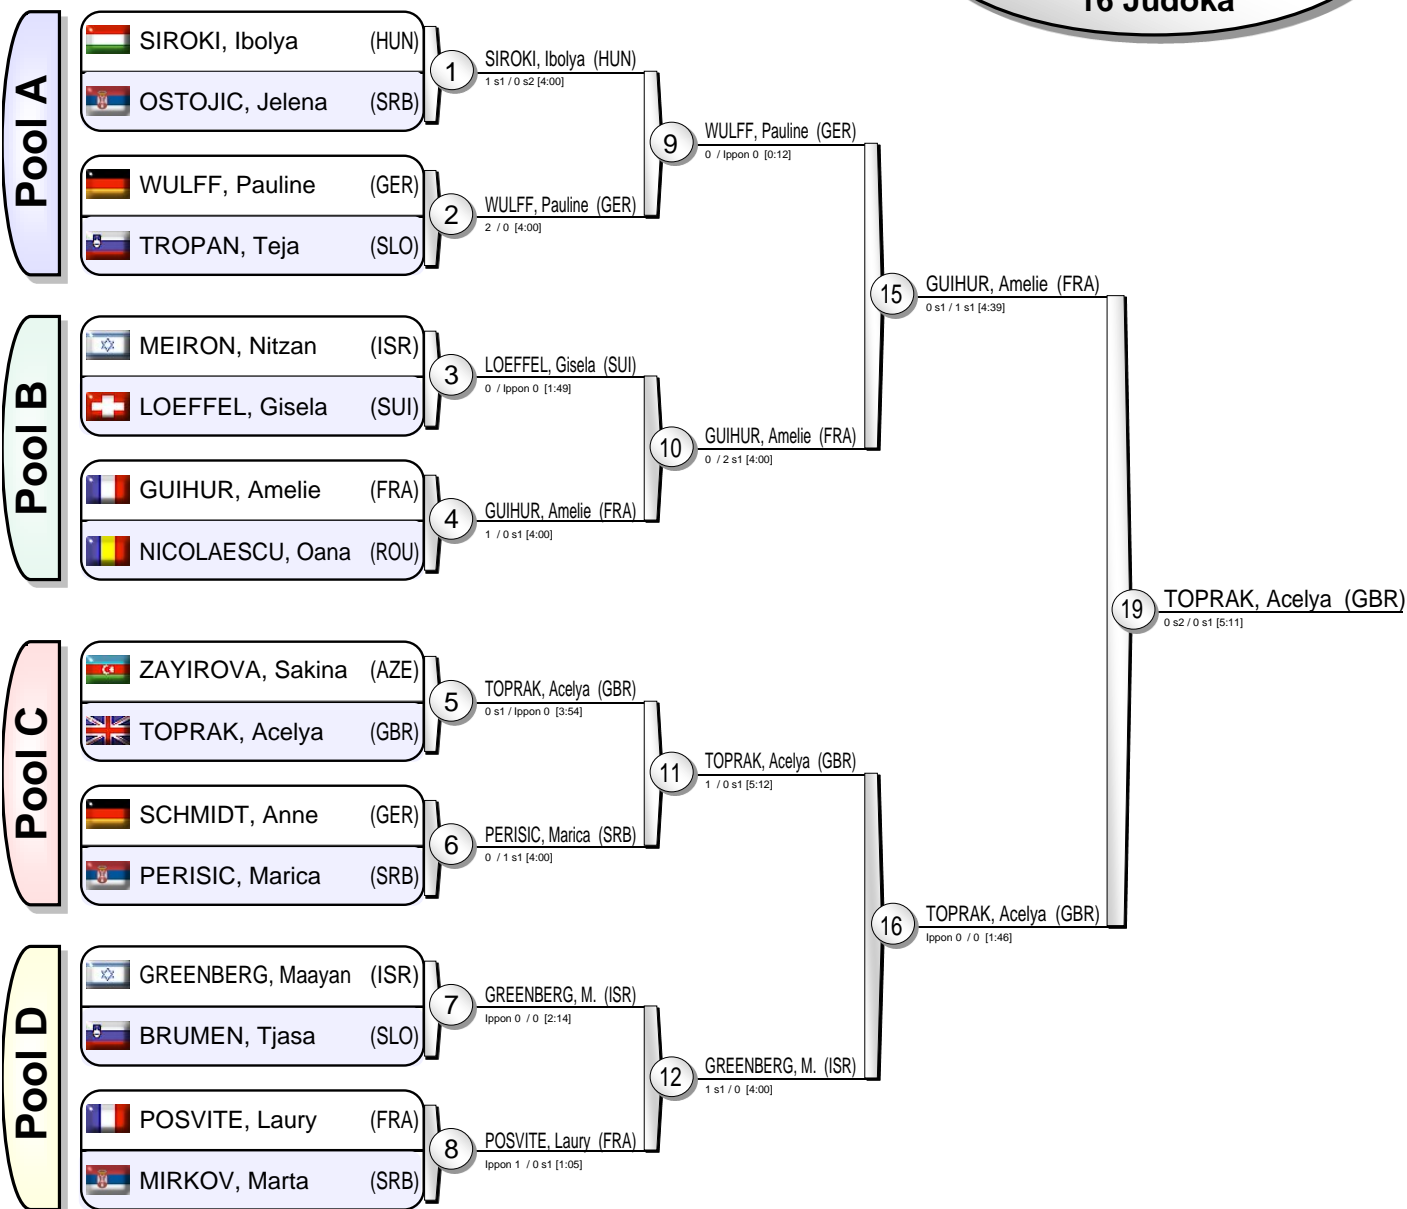 16 Judoka
Pool A
SIROKI, Ibolya (HUN)
OSTOJIC, Jelena (SRB)
1
SIROKI, Ibolya (HUN)
1 s1 / 0 s2 [4:00]
WULFF, Pauline (GER)
TROPAN, Teja (SLO)
2
WULFF, Pauline (GER)
2 / 0 [4:00]
9
WULFF, Pauline (GER)
0 / Ippon 0 [0:12]
Pool B
MEIRON, Nitzan (ISR)
LOEFFEL, Gisela (SUI)
3
LOEFFEL, Gisela (SUI)
0 / Ippon 0 [1:49]
GUIHUR, Amelie (FRA)
NICOLAESCU, Oana (ROU)
4
GUIHUR, Amelie (FRA)
1 / 0 s1 [4:00]
10
GUIHUR, Amelie (FRA)
0 / 2 s1 [4:00]
15
GUIHUR, Amelie (FRA)
0 s1 / 1 s1 [4:39]
Pool C
ZAYIROVA, Sakina (AZE)
TOPRAK, Acelya (GBR)
5
TOPRAK, Acelya (GBR)
0 s1 / Ippon 0 [3:54]
SCHMIDT, Anne (GER)
PERISIC, Marica (SRB)
6
PERISIC, Marica (SRB)
0 / 1 s1 [4:00]
11
TOPRAK, Acelya (GBR)
1 / 0 s1 [5:12]
Pool D
GREENBERG, Maayan (ISR)
BRUMEN, Tjasa (SLO)
7
GREENBERG, M. (ISR)
Ippon 0 / 0 [2:14]
POSVITE, Laury (FRA)
MIRKOV, Marta (SRB)
8
POSVITE, Laury (FRA)
Ippon 1 / 0 s1 [1:05]
12
GREENBERG, M. (ISR)
1 s1 / 0 [4:00]
16
TOPRAK, Acelya (GBR)
Ippon 0 / 0 [1:46]
19
TOPRAK, Acelya (GBR)
0 s2 / 0 s1 [5:11]